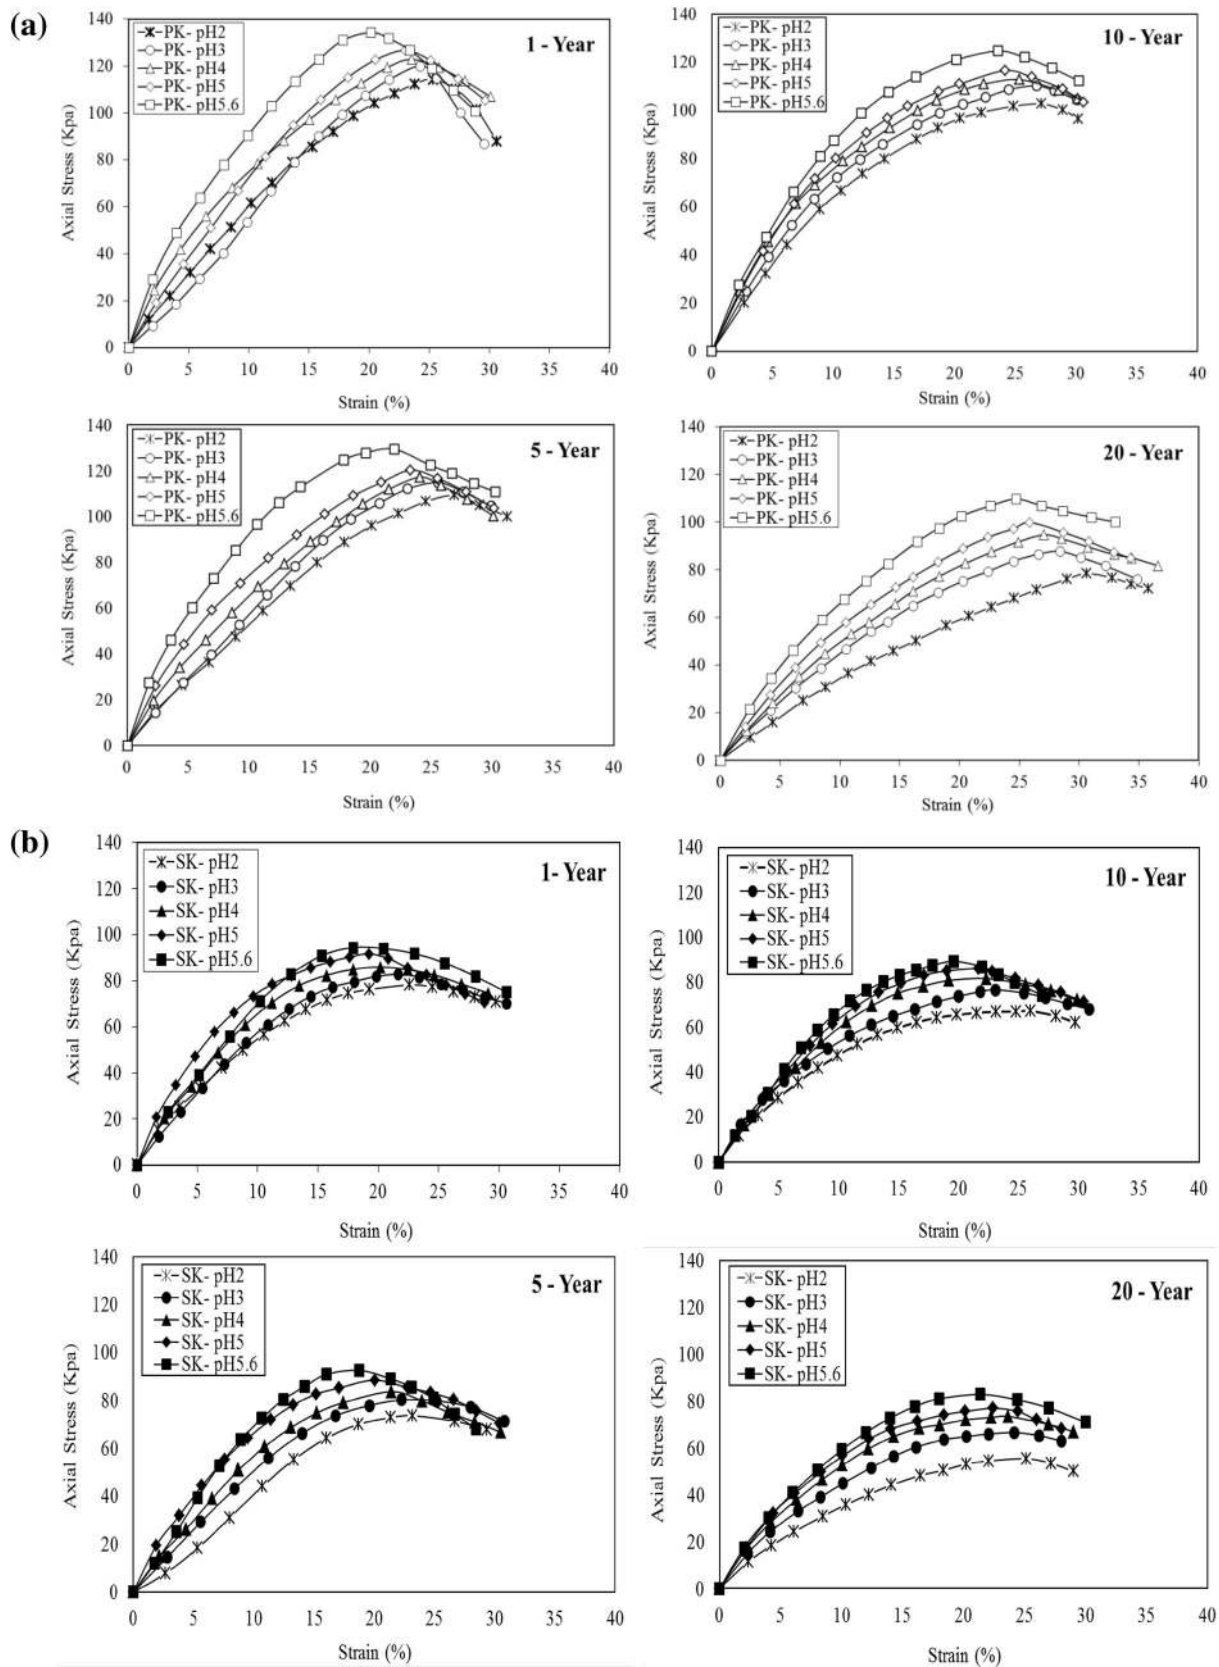 (a)
140
120
100
80
60
40
20
0
Axial Stress (Kpa)
PK- pH2
PK- pH3
PK- pH4
PK- pH5
PK- pH5.6
1 - Year
0 5 10 15 20 25 30 35 40
Strain (%)
140
120
100
80
60
40
20
0
Axial Stress (Kpa)
PK- pH2
PK- pH3
PK- pH4
PK- pH5
PK- pH5.6
10 - Year
0 5 10 15 20 25 30 35 40
Strain (%)
140
120
100
80
60
40
20
0
Axial Stress (Kpa)
PK- pH2
PK- pH3
PK- pH4
PK- pH5
PK- pH5.6
5 - Year
0 5 10 15 20 25 30 35 40
Strain (%)
140
120
100
80
60
40
20
0
Axial Stress (Kpa)
PK- pH2
PK- pH3
PK- pH4
PK- pH5
PK- pH5.6
20 - Year
0 5 10 15 20 25 30 35 40
Strain (%)
(b)
140
120
100
80
60
40
20
0
Axial Stress (Kpa)
SK- pH2
SK- pH3
SK- pH4
SK- pH5
SK- pH5.6
1- Year
0 5 10 15 20 25 30 35 40
Strain (%)
140
120
100
80
60
40
20
0
Axial Stress (Kpa)
SK- pH2
SK- pH3
SK- pH4
SK- pH5
SK- pH5.6
10 - Year
0 5 10 15 20 25 30 35 40
Strain (%)
140
120
100
80
60
40
20
0
Axial Stress (Kpa)
SK- pH2
SK- pH3
SK- pH4
SK- pH5
SK- pH5.6
5 - Year
0 5 10 15 20 25 30 35 40
Strain (%)
140
120
100
80
60
40
20
0
Axial Stress (Kpa)
SK- pH2
SK- pH3
SK- pH4
SK- pH5
SK- pH5.6
20 - Year
0 5 10 15 20 25 30 35 40
Strain (%)